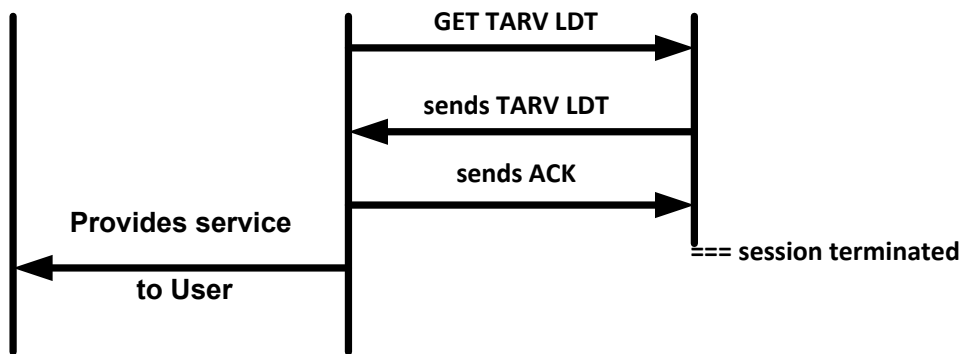 GET TARV LDT
sends TARV LDT
sends ACK
Provides service
=== session terminated
to User